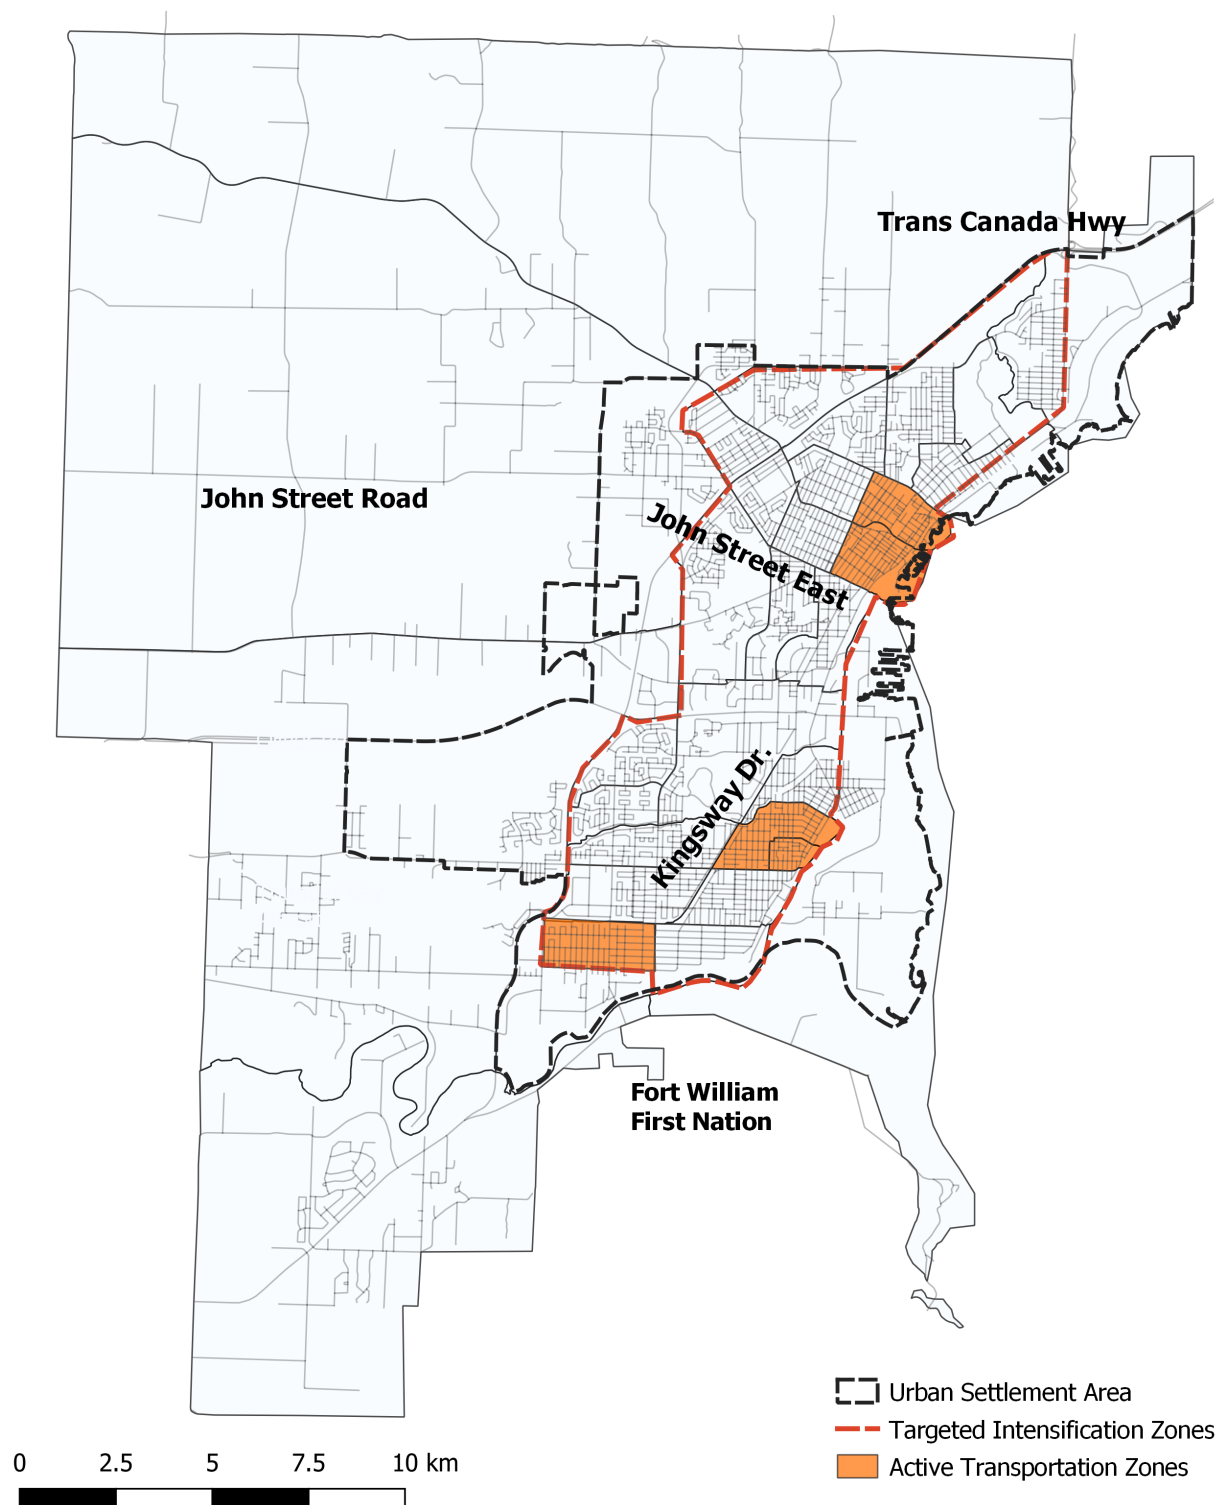 Trans Canada Hwy
John Street Road
John Street East
Kingsway Dr.
Fort William
First Nation
Urban Settlement Area
Targeted Intensification Zones
Active Transportation Zones
0 2.5 5 7.5 10 km